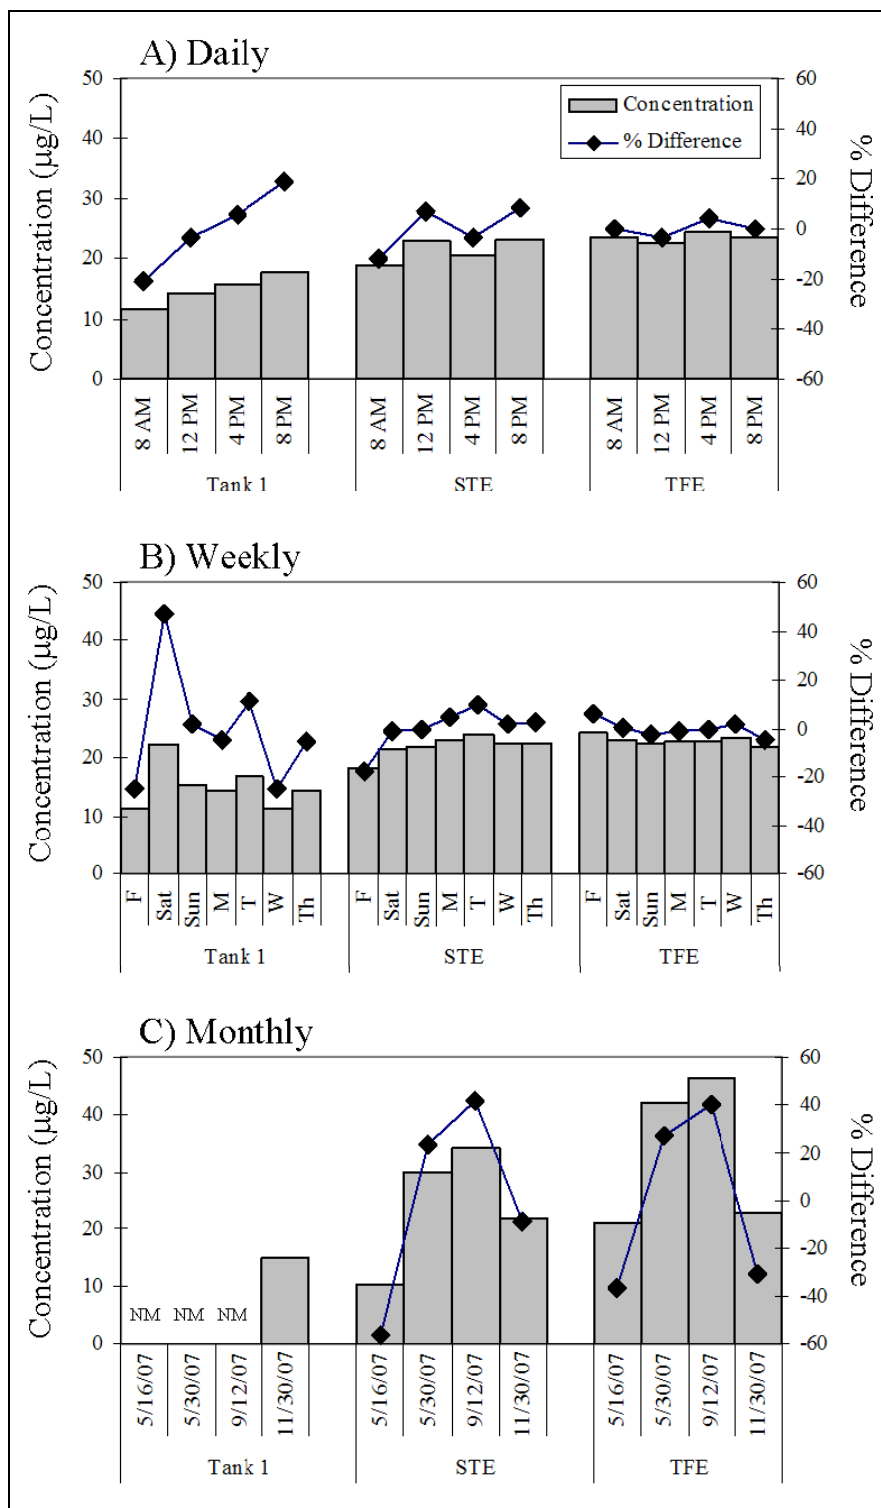 A) Daily
Concentration (µg/L)
% Difference
50
40
30
20
10
0
60
40
20
0
-20
-40
-60
Concentration
% Difference
8 AM
12 PM
4 PM
8 PM
8 AM
12 PM
4 PM
8 PM
8 AM
12 PM
4 PM
8 PM
Tank 1
STE
TFE
B) Weekly
Concentration (µg/L)
% Difference
50
40
30
20
10
0
60
40
20
0
-20
-40
-60
F
Sat
Sun
M
T
W
Th
F
Sat
Sun
M
T
W
Th
F
Sat
Sun
M
T
W
Th
Tank 1
STE
TFE
C) Monthly
Concentration (µg/L)
% Difference
50
40
30
20
10
0
60
40
20
0
-20
-40
-60
NM
NM
NM
5/16/07
5/30/07
9/12/07
11/30/07
5/16/07
5/30/07
9/12/07
11/30/07
5/16/07
5/30/07
9/12/07
11/30/07
Tank 1
STE
TFE